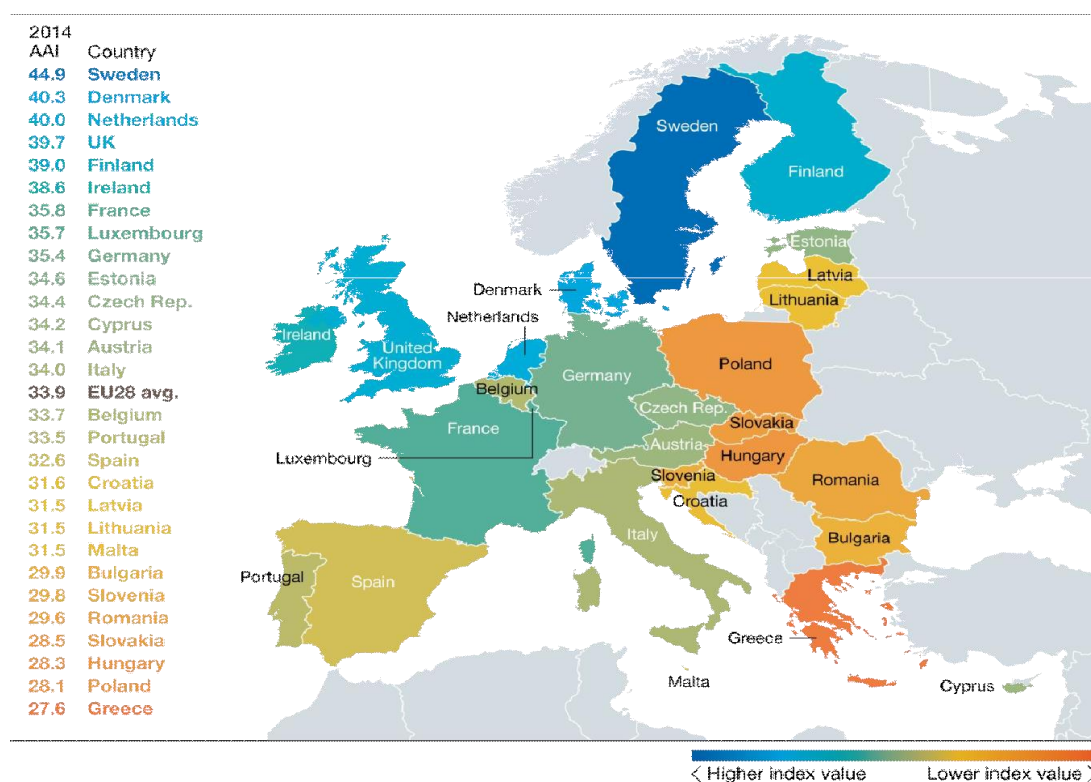 2014
AAI Country
44.9 Sweden
40.3 Denmark
40.0 Netherlands
39.7 UK
39.0 Finland
38.6 Ireland
35.8 France
35.7 Luxembourg
35.4 Germany
34.6 Estonia
34.4 Czech Rep.
34.2 Cyprus
34.1 Austria
34.0 Italy
33.9 EU28 avg.
33.7 Belgium
33.5 Portugal
32.6 Spain
31.6 Croatia
31.5 Latvia
31.5 Lithuania
31.5 Malta
29.9 Bulgaria
29.8 Slovenia
29.6 Romania
28.5 Slovakia
28.3 Hungary
28.1 Poland
27.6 Greece
Sweden
Finland
Estonia
Latvia
Lithuania
Denmark
Netherlands
Ireland
United
Kingdom
Belgium
Germany
Poland
Czech Rep.
Slovakia
France
Luxembourg
Austria
Hungary
Slovenia
Croatia
Romania
Bulgaria
Italy
Portugal
Spain
Greece
Malta
Cyprus
< Higher index value
Lower index value >